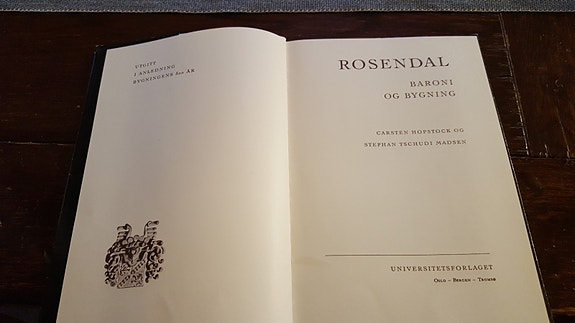 UTGITT
I ANLEDNING
BYGNINGENS 300 ÅR
ROSENDAL
BARONI
OG BYGNING
CARSTEN HOPSTOCK OG
STEPHAN TSCHUDI MADSEN
UNIVERSITETSFORLAGET
OSLO – BERGEN – TROMSØ